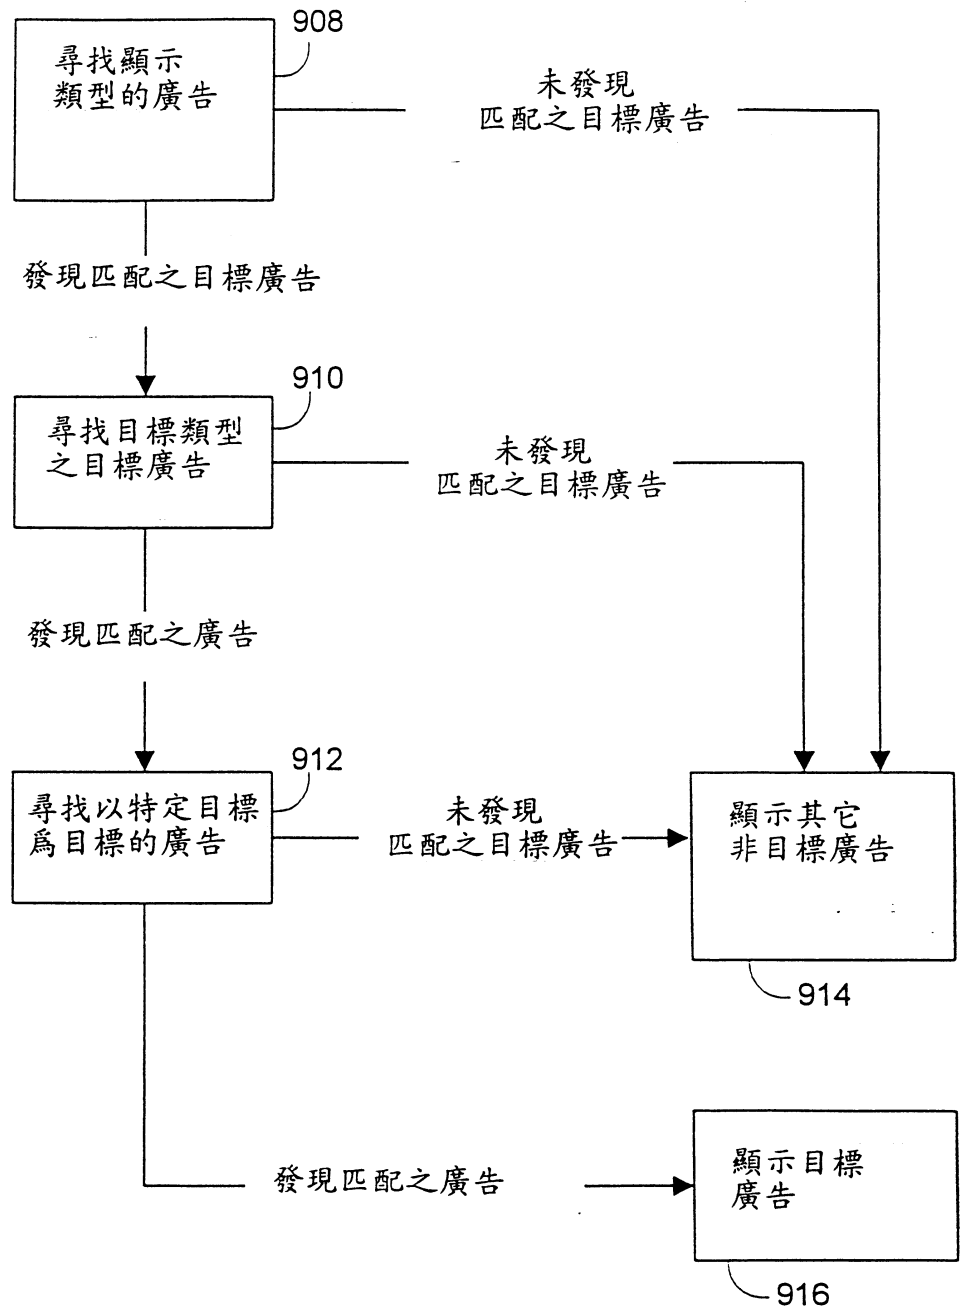 908
尋找顯示
類型的廣告
未發現
匹配之目標廣告
發現匹配之目標廣告
910
尋找目標類型
之目標廣告
未發現
匹配之目標廣告
發現匹配之廣告
912
尋找以特定目標
爲目標的廣告
未發現
匹配之目標廣告
顯示其它
非目標廣告
914
發現匹配之廣告
顯示目標
廣告
916